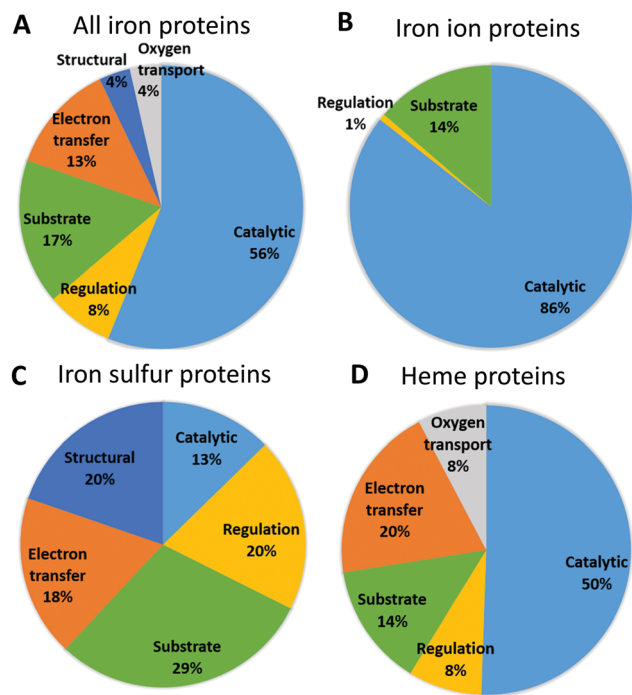 A
All iron proteins
Structural
4%
Oxygen
transport
4%
Electron
transfer
13%
Substrate
17%
Regulation
8%
Catalytic
56%
B
Iron ion proteins
Regulation
1%
Substrate
14%
Catalytic
86%
C
Iron sulfur proteins
Structural
20%
Catalytic
13%
Regulation
20%
Electron
transfer
18%
Substrate
29%
D
Heme proteins
Oxygen
transport
8%
Electron
transfer
20%
Catalytic
50%
Substrate
14%
Regulation
8%